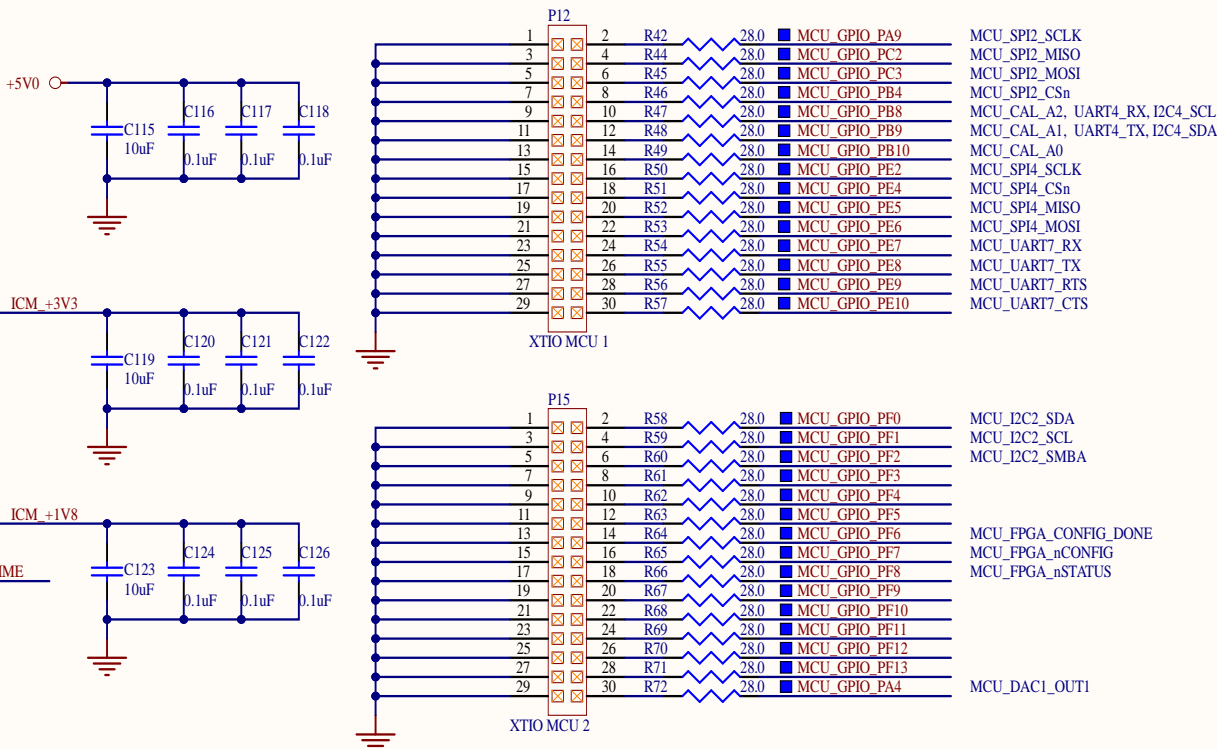 +5V0
C115
10uF
C116
0.1uF
C117
0.1uF
C118
0.1uF
ICM_+3V3
C119
10uF
C120
0.1uF
C121
0.1uF
C122
0.1uF
ICM_+1V8
IME
C123
10uF
C124
0.1uF
C125
0.1uF
C126
0.1uF
P12
1 2 R42 28.0 MCU_GPIO_PA9 MCU_SPI2_SCLK
3 4 R44 28.0 MCU_GPIO_PC2 MCU_SPI2_MISO
5 6 R45 28.0 MCU_GPIO_PC3 MCU_SPI2_MOSI
7 8 R46 28.0 MCU_GPIO_PB4 MCU_SPI2_CSn
9 10 R47 28.0 MCU_GPIO_PB8 MCU_CAL_A2, UART4_RX, I2C4_SCL
11 12 R48 28.0 MCU_GPIO_PB9 MCU_CAL_A1, UART4_TX, I2C4_SDA
13 14 R49 28.0 MCU_GPIO_PB10 MCU_CAL_A0
15 16 R50 28.0 MCU_GPIO_PE2 MCU_SPI4_SCLK
17 18 R51 28.0 MCU_GPIO_PE4 MCU_SPI4_CSn
19 20 R52 28.0 MCU_GPIO_PE5 MCU_SPI4_MISO
21 22 R53 28.0 MCU_GPIO_PE6 MCU_SPI4_MOSI
23 24 R54 28.0 MCU_GPIO_PE7 MCU_UART7_RX
25 26 R55 28.0 MCU_GPIO_PE8 MCU_UART7_TX
27 28 R56 28.0 MCU_GPIO_PE9 MCU_UART7_RTS
29 30 R57 28.0 MCU_GPIO_PE10 MCU_UART7_CTS
XTIO MCU 1
P15
1 2 R58 28.0 MCU_GPIO_PF0 MCU_I2C2_SDA
3 4 R59 28.0 MCU_GPIO_PF1 MCU_I2C2_SCL
5 6 R60 28.0 MCU_GPIO_PF2 MCU_I2C2_SMBA
7 8 R61 28.0 MCU_GPIO_PF3
9 10 R62 28.0 MCU_GPIO_PF4
11 12 R63 28.0 MCU_GPIO_PF5
13 14 R64 28.0 MCU_GPIO_PF6 MCU_FPGA_CONFIG_DONE
15 16 R65 28.0 MCU_GPIO_PF7 MCU_FPGA_nCONFIG
17 18 R66 28.0 MCU_GPIO_PF8 MCU_FPGA_nSTATUS
19 20 R67 28.0 MCU_GPIO_PF9
21 22 R68 28.0 MCU_GPIO_PF10
23 24 R69 28.0 MCU_GPIO_PF11
25 26 R70 28.0 MCU_GPIO_PF12
27 28 R71 28.0 MCU_GPIO_PF13
29 30 R72 28.0 MCU_GPIO_PA4 MCU_DAC1_OUT1
XTIO MCU 2